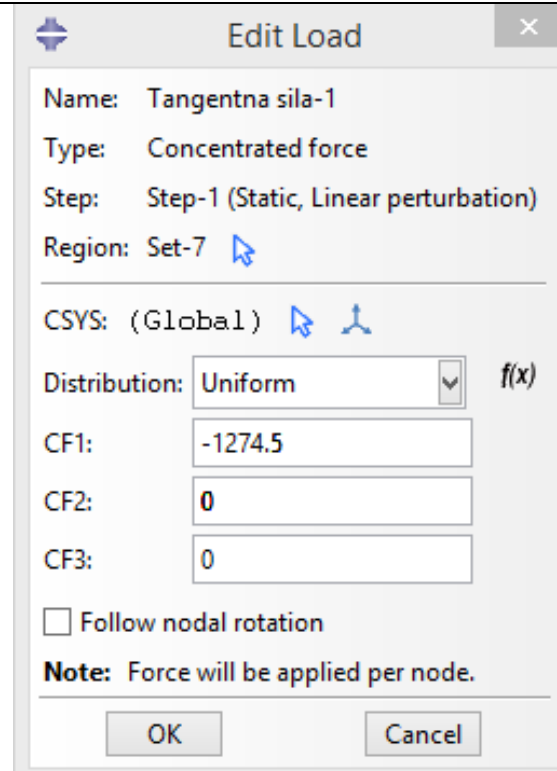 Edit Load
Name: Tangentna sila-1
Type: Concentrated force
Step: Step-1 (Static, Linear perturbation)
Region: Set-7
CSYS: (Global)
Distribution: Uniform f(x)
CF1: -1274.5
CF2: 0
CF3: 0
Follow nodal rotation
Note: Force will be applied per node.
OK Cancel